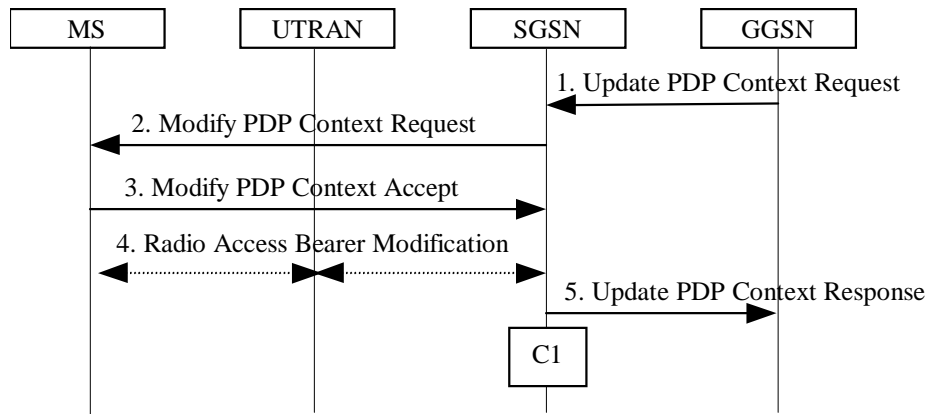 MS
UTRAN
SGSN
GGSN
1. Update PDP Context Request
2. Modify PDP Context Request
3. Modify PDP Context Accept
4. Radio Access Bearer Modification
5. Update PDP Context Response
C1